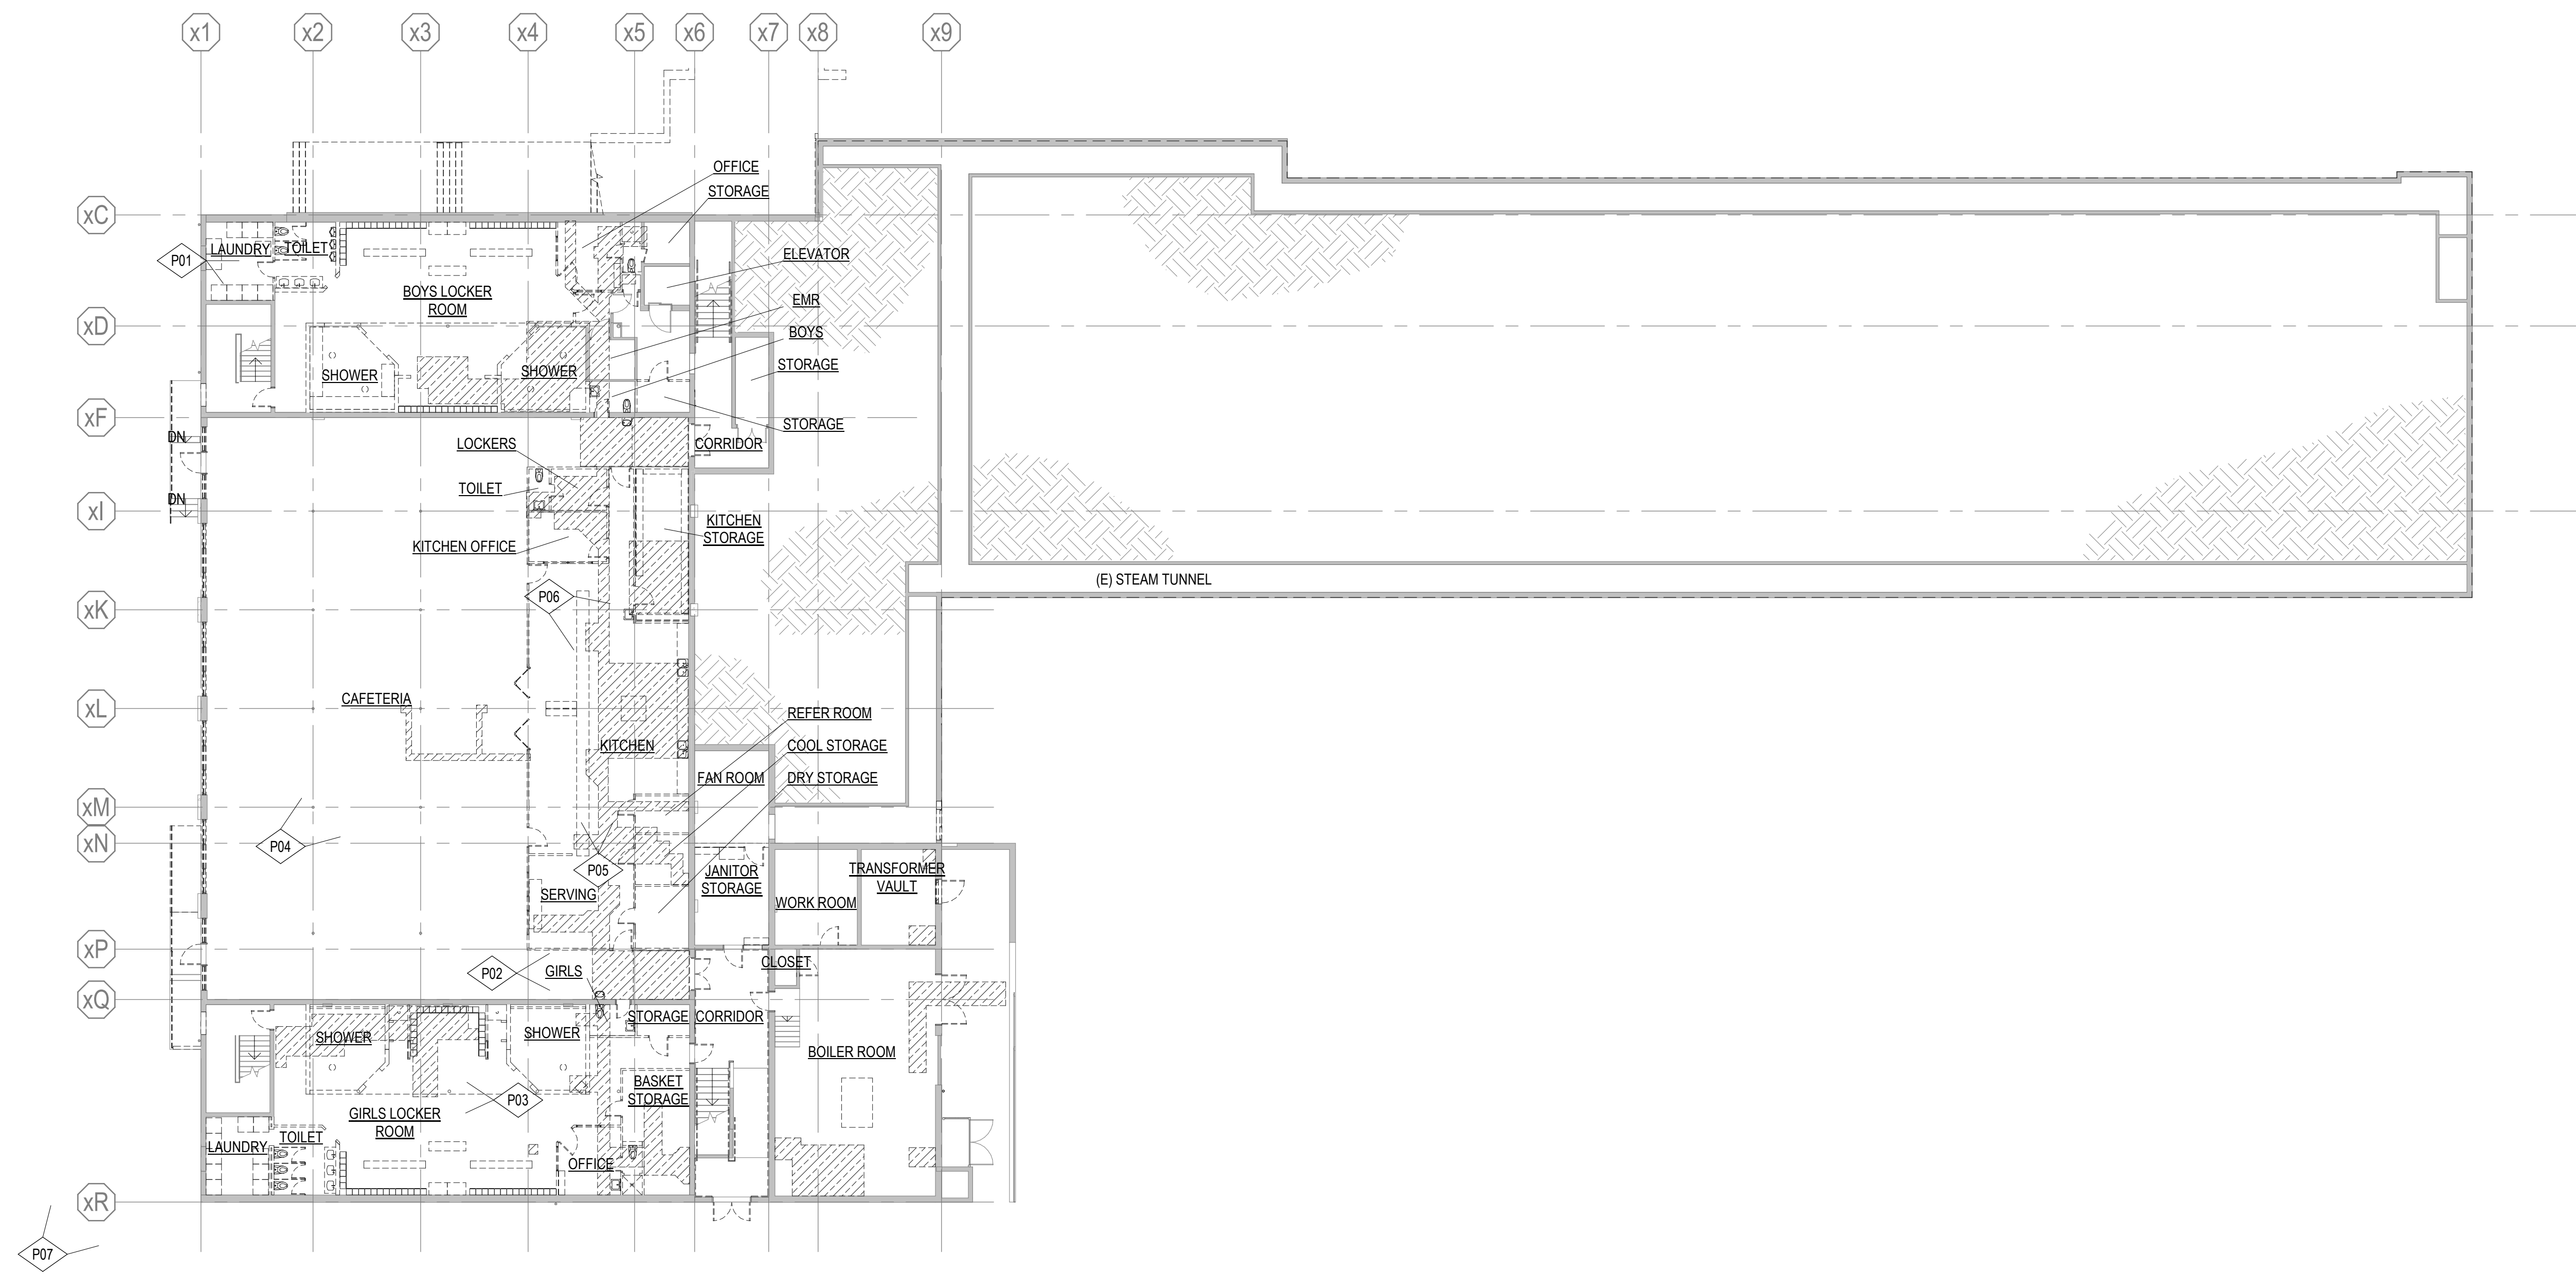 x1 x2 x3 x4 x5 x6 x7 x8 x9
OFFICE
STORAGE
xC
LAUNDRY TOILET
P01
ELEVATOR
BOYS LOCKER
ROOM
EMR
xD
BOYS
STORAGE
SHOWER SHOWER
xF
STORAGE
DN
LOCKERS
CORRIDOR
TOILET
DN
xI
KITCHEN
STORAGE
KITCHEN OFFICE
(E) STEAM TUNNEL
P06
xK
CAFETERIA
xL
REFER ROOM
KITCHEN
COOL STORAGE
FAN ROOM
DRY STORAGE
xM
xN
P04
P05
JANITOR
STORAGE
TRANSFORMER
VAULT
SERVING
WORK ROOM
xP
CLOSET
P02
GIRLS
xQ
STORAGE CORRIDOR
SHOWER SHOWER
BOILER ROOM
BASKET
STORAGE
P03
GIRLS LOCKER
ROOM
LAUNDRY TOILET
OFFICE
xR
P07